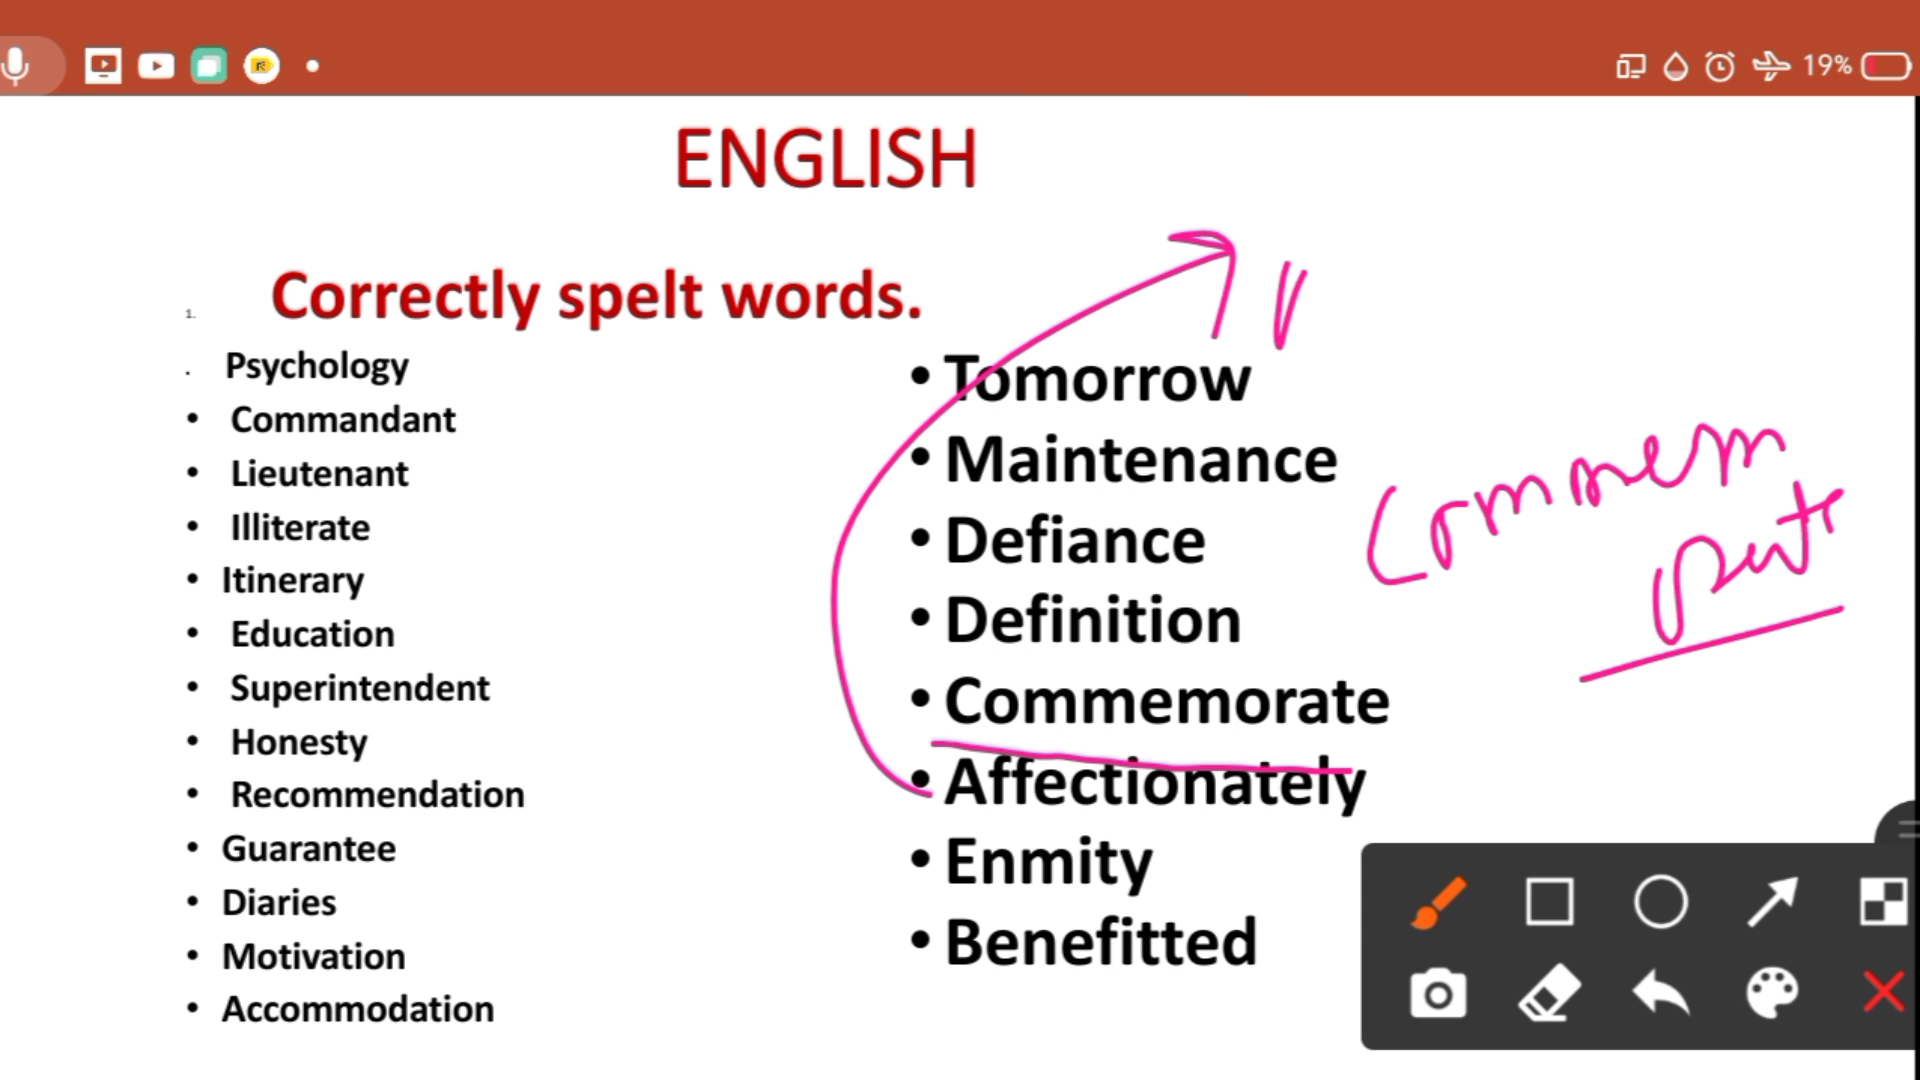 19%
ENGLISH
1. Correctly spelt words.
• Psychology
• Commandant
• Lieutenant
• Illiterate
• Itinerary
• Education
• Superintendent
• Honesty
• Recommendation
• Guarantee
• Diaries
• Motivation
• Accommodation
• Tomorrow
• Maintenance
• Defiance
• Definition
• Commemorate
• Affectionately
• Enmity
• Benefitted
Commem